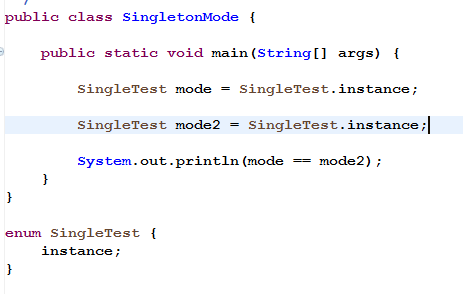 public class SingletonMode {
public static void main(String[] args) {
SingleTest mode = SingleTest.instance;
SingleTest mode2 = SingleTest.instance;
System.out.println(mode == mode2);
}
}
enum SingleTest {
instance;
}